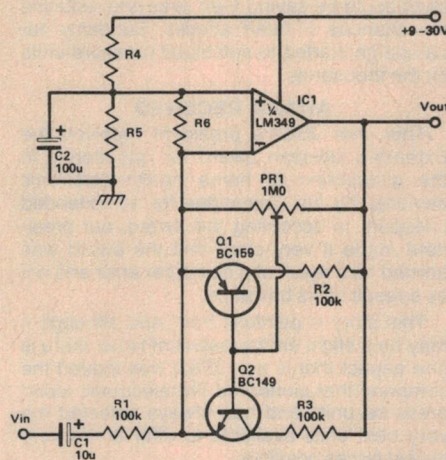 +9 -30V
R4
IC1
+
¼
LM349
−
Vout
R5
R6
+
C2
100u
PR1
1M0
Q1
BC159
R2
100k
Q2
BC149
Vin
+
C1
10u
R1
100k
R3
100k